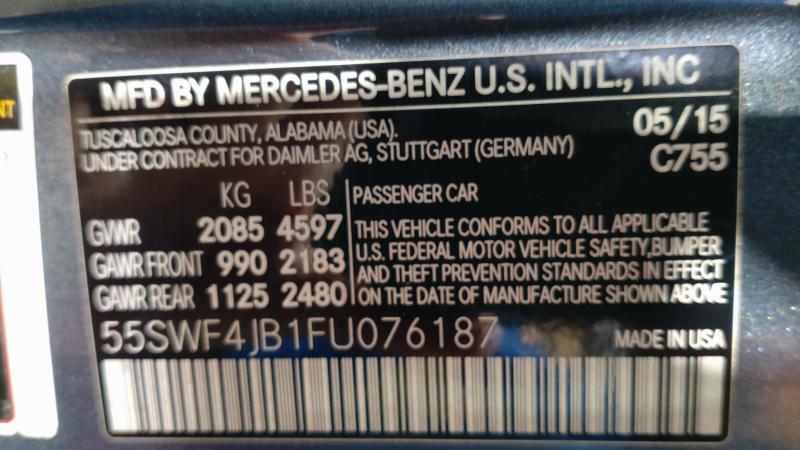 MFD BY MERCEDES-BENZ U.S. INTL., INC
TUSCALOOSA COUNTY, ALABAMA (USA). 05/15
UNDER CONTRACT FOR DAIMLER AG, STUTTGART (GERMANY) C755
KG LBS PASSENGER CAR
GVWR 2085 4597 THIS VEHICLE CONFORMS TO ALL APPLICABLE
GAWR FRONT 990 2183 U.S. FEDERAL MOTOR VEHICLE SAFETY,BUMPER
AND THEFT PREVENTION STANDARDS IN EFFECT
GAWR REAR 1125 2480 ON THE DATE OF MANUFACTURE SHOWN ABOVE
55SWF4JB1FU076187 MADE IN USA